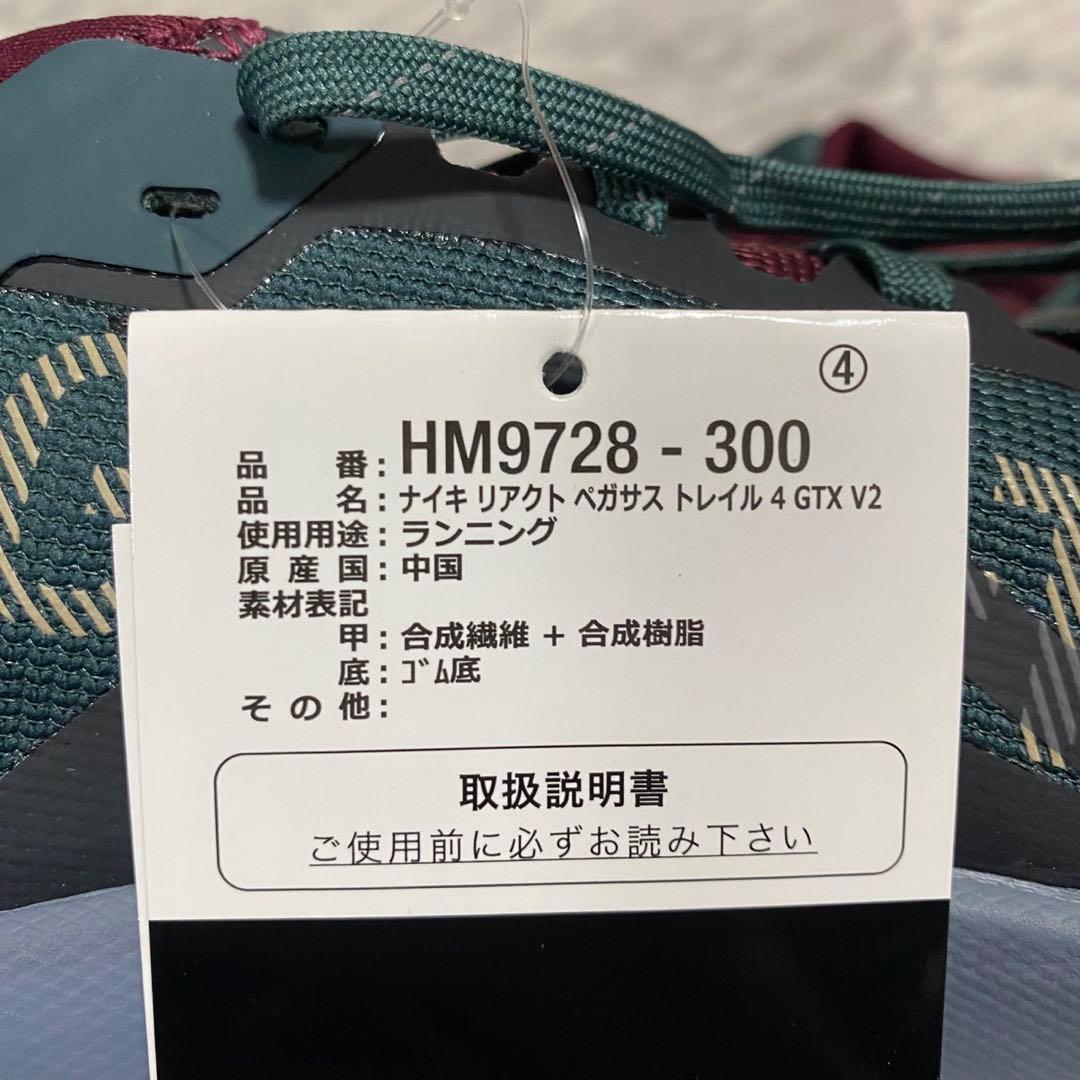 ④
品番:HM9728 - 300
品名:ナイキ リアクト ペガサス トレイル 4 GTX V2
使用用途:ランニング
原産国:中国
素材表記
甲:合成繊維 + 合成樹脂
底:ｺﾞﾑ底
その他:
取扱説明書
ご使用前に必ずお読み下さい